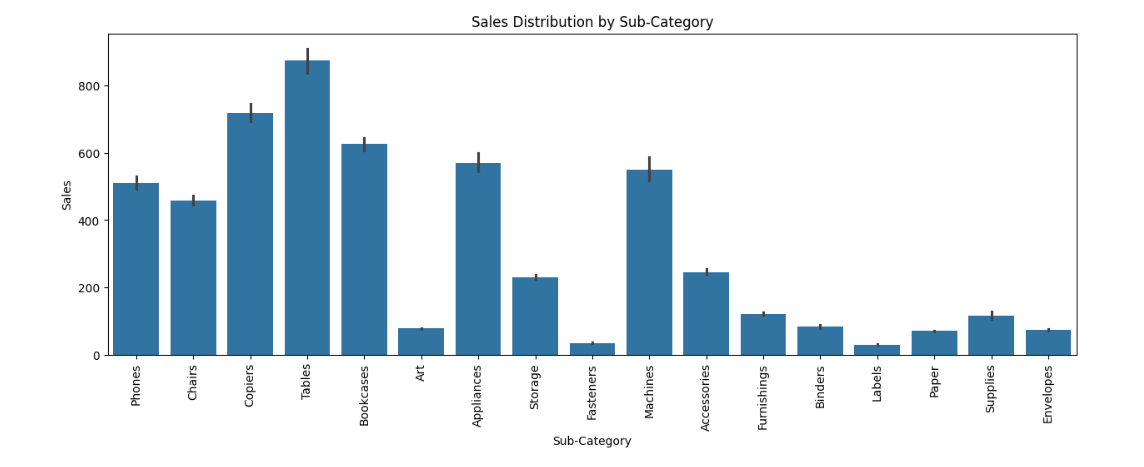 Sales Distribution by Sub-Category
Sales
800
600
400
200
0
Phones
Chairs
Copiers
Tables
Bookcases
Art
Appliances
Storage
Fasteners
Machines
Accessories
Furnishings
Binders
Labels
Paper
Supplies
Envelopes
Sub-Category